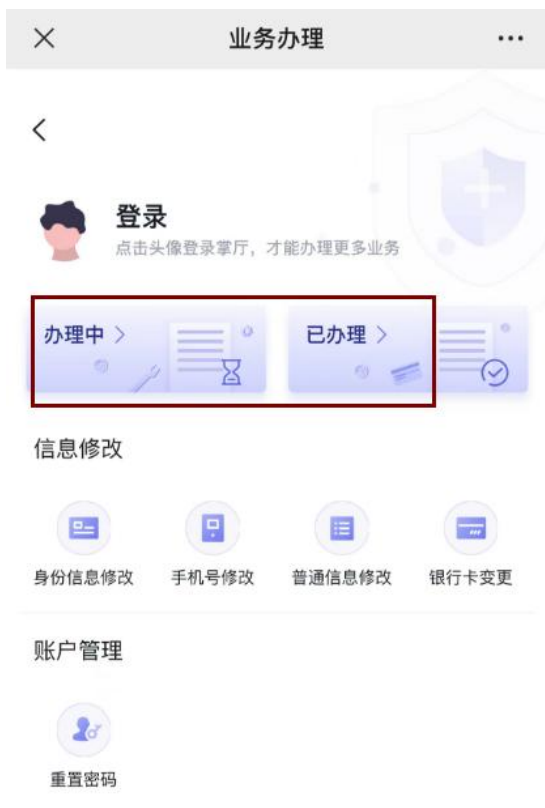 业务办理
登录
点击头像登录掌厅，才能办理更多业务
办理中
已办理
信息修改
身份信息修改 手机号修改 普通信息修改 银行卡变更
账户管理
重置密码